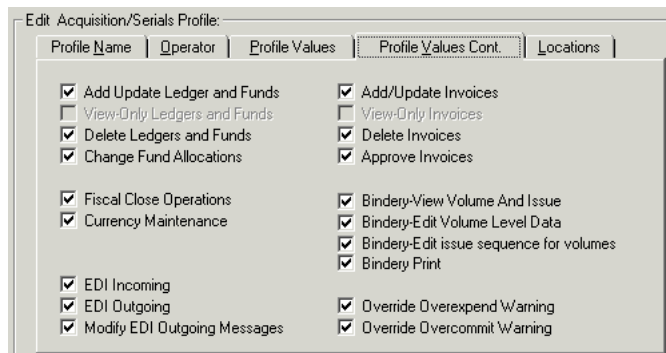 Edit Acquisition/Serials Profile:
Profile Name Operator Profile Values Profile Values Cont. Locations
Add Update Ledger and Funds
View-Only Ledgers and Funds
Delete Ledgers and Funds
Change Fund Allocations
Fiscal Close Operations
Currency Maintenance
EDI Incoming
EDI Outgoing
Modify EDI Outgoing Messages
Add/Update Invoices
View-Only Invoices
Delete Invoices
Approve Invoices
Bindery-View Volume And Issue
Bindery-Edit Volume Level Data
Bindery-Edit issue sequence for volumes
Bindery Print
Override Overexpend Warning
Override Overcommit Warning